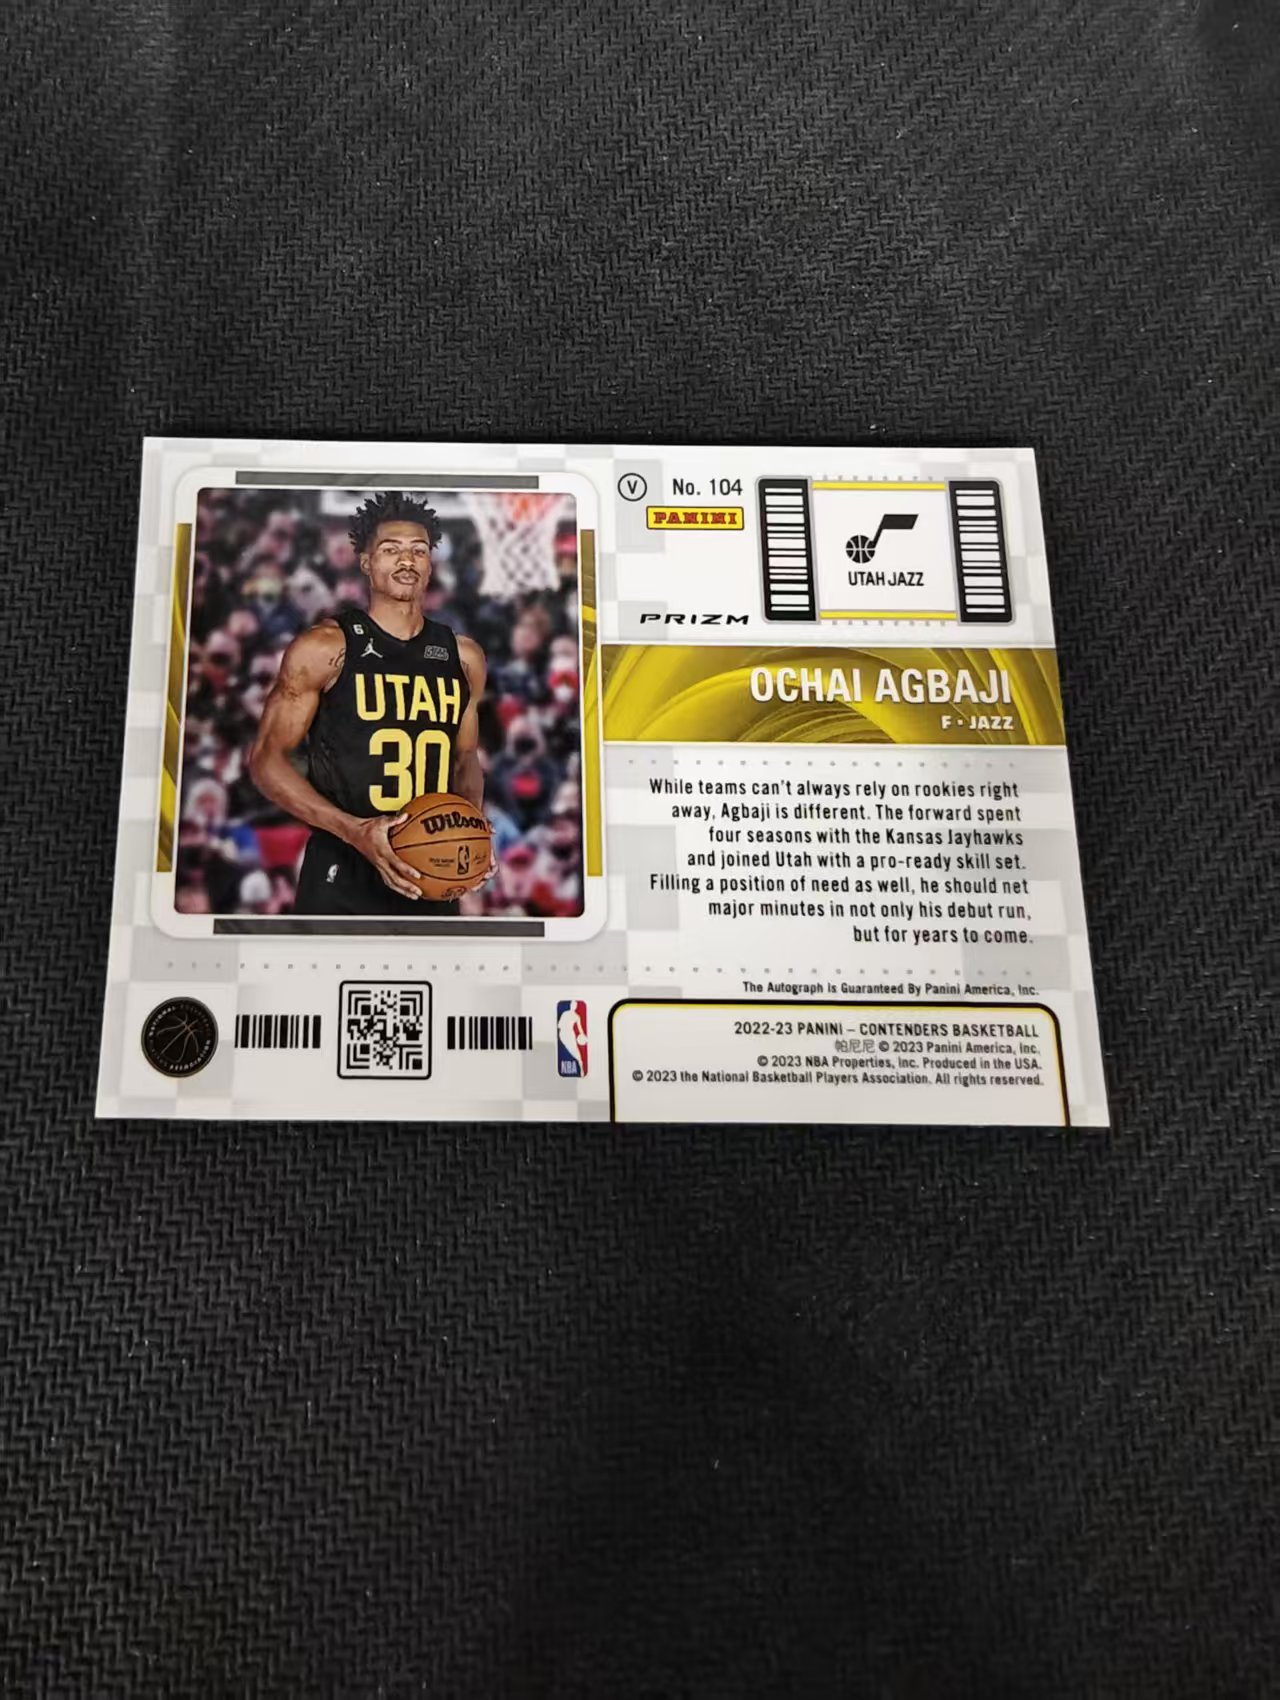 V
No. 104
PANINI
UTAH JAZZ
PRIZM
OCHAI AGBAJI
F • JAZZ
6
UTAH
30
Wilson
While teams can't always rely on rookies right
away, Agbaji is different. The forward spent
four seasons with the Kansas Jayhawks
and joined Utah with a pro-ready skill set.
Filling a position of need as well, he should net
major minutes in not only his debut run,
but for years to come.
The Autograph Is Guaranteed By Panini America, Inc.
NATIONAL BASKETBALL PLAYERS ASSOCIATION
NBA
2022-23 PANINI – CONTENDERS BASKETBALL
帕尼尼 © 2023 Panini America, Inc.
© 2023 NBA Properties, Inc. Produced in the USA.
© 2023 the National Basketball Players Association. All rights reserved.